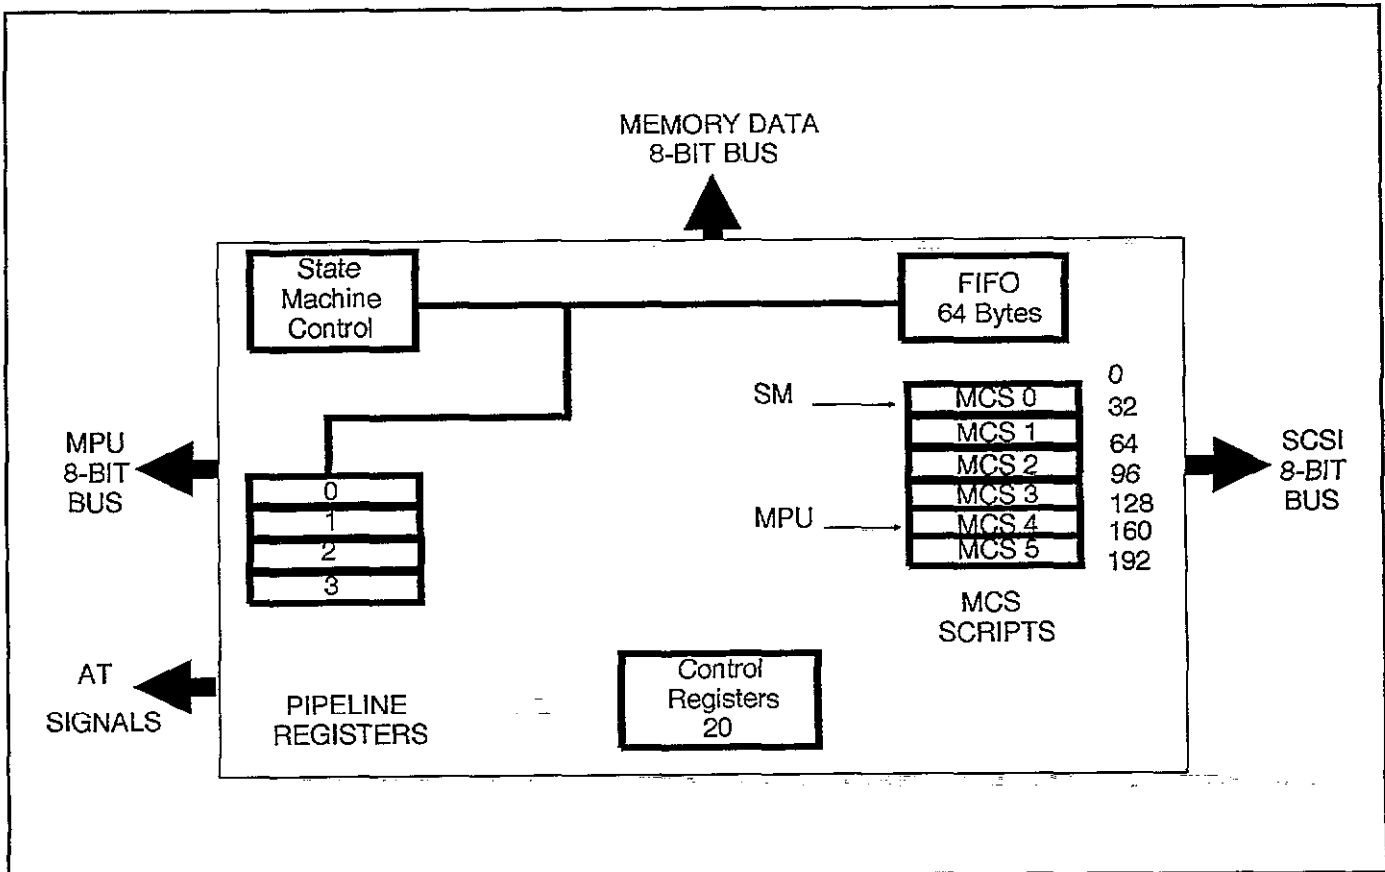 MEMORY DATA
8-BIT BUS
State
Machine
Control
FIFO
64 Bytes
SM
MCS 0
MCS 1
MCS 2
MCS 3
MCS 4
MCS 5
0
32
64
96
128
160
192
MPU
8-BIT
BUS
SCSI
8-BIT
BUS
0
1
2
3
MPU
MCS
SCRIPTS
AT
SIGNALS
PIPELINE
REGISTERS
Control
Registers
20